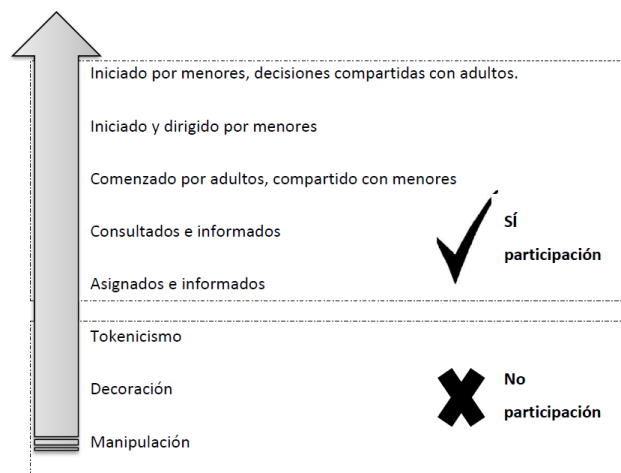 Iniciado por menores, decisiones compartidas con adultos.
Iniciado y dirigido por menores
Comenzado por adultos, compartido con menores
Consultados e informados
SÍ
participación
Asignados e informados
Tokenicismo
Decoración
No
participación
Manipulación